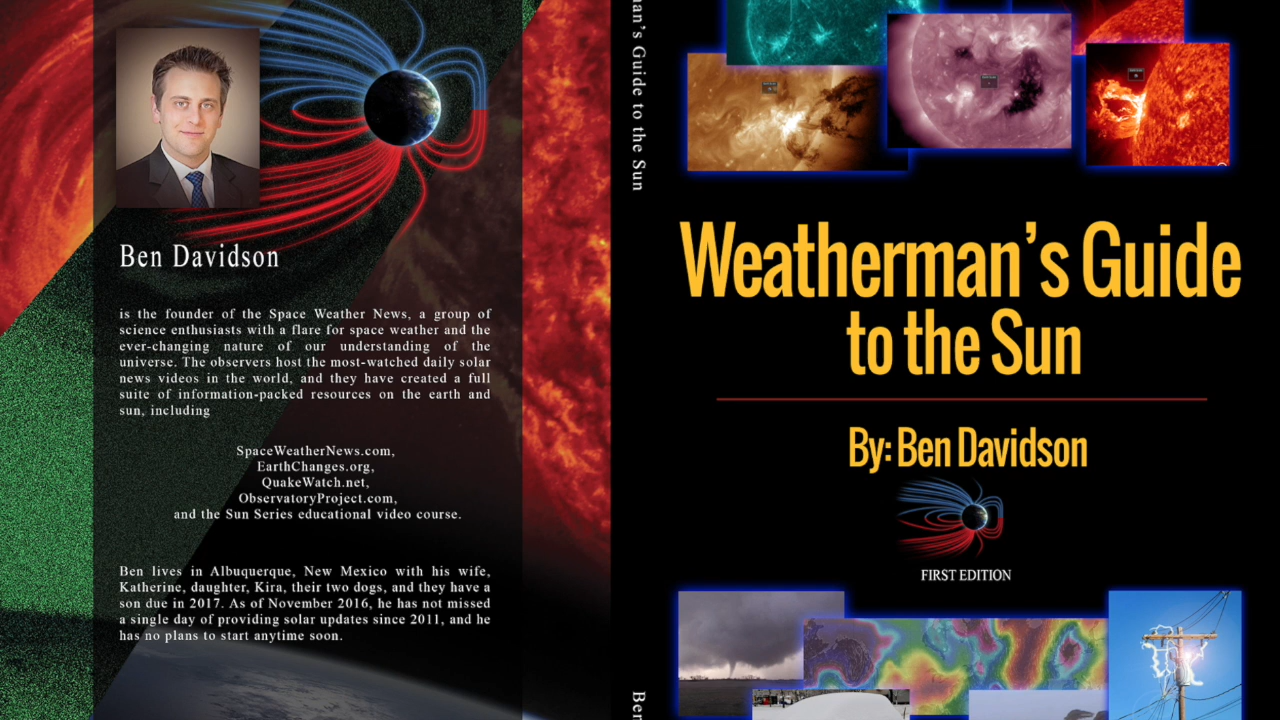 Ben Davidson
is the founder of the Space Weather News, a group of
science enthusiasts with a flare for space weather and the
ever-changing nature of our understanding of the
universe. The observers host the most-watched daily solar
news videos in the world, and they have created a full
suite of information-packed resources on the earth and
sun, including
SpaceWeatherNews.com,
EarthChanges.org,
QuakeWatch.net,
ObservatoryProject.com,
and the Sun Series educational video course.
Ben lives in Albuquerque, New Mexico with his wife,
Katherine, daughter, Kira, their two dogs, and they have a
son due in 2017. As of November 2016, he has not missed
a single day of providing solar updates since 2011, and he
has no plans to start anytime soon.
an's Guide to the Sun
Ben
Weatherman's Guide
to the Sun
By: Ben Davidson
FIRST EDITION